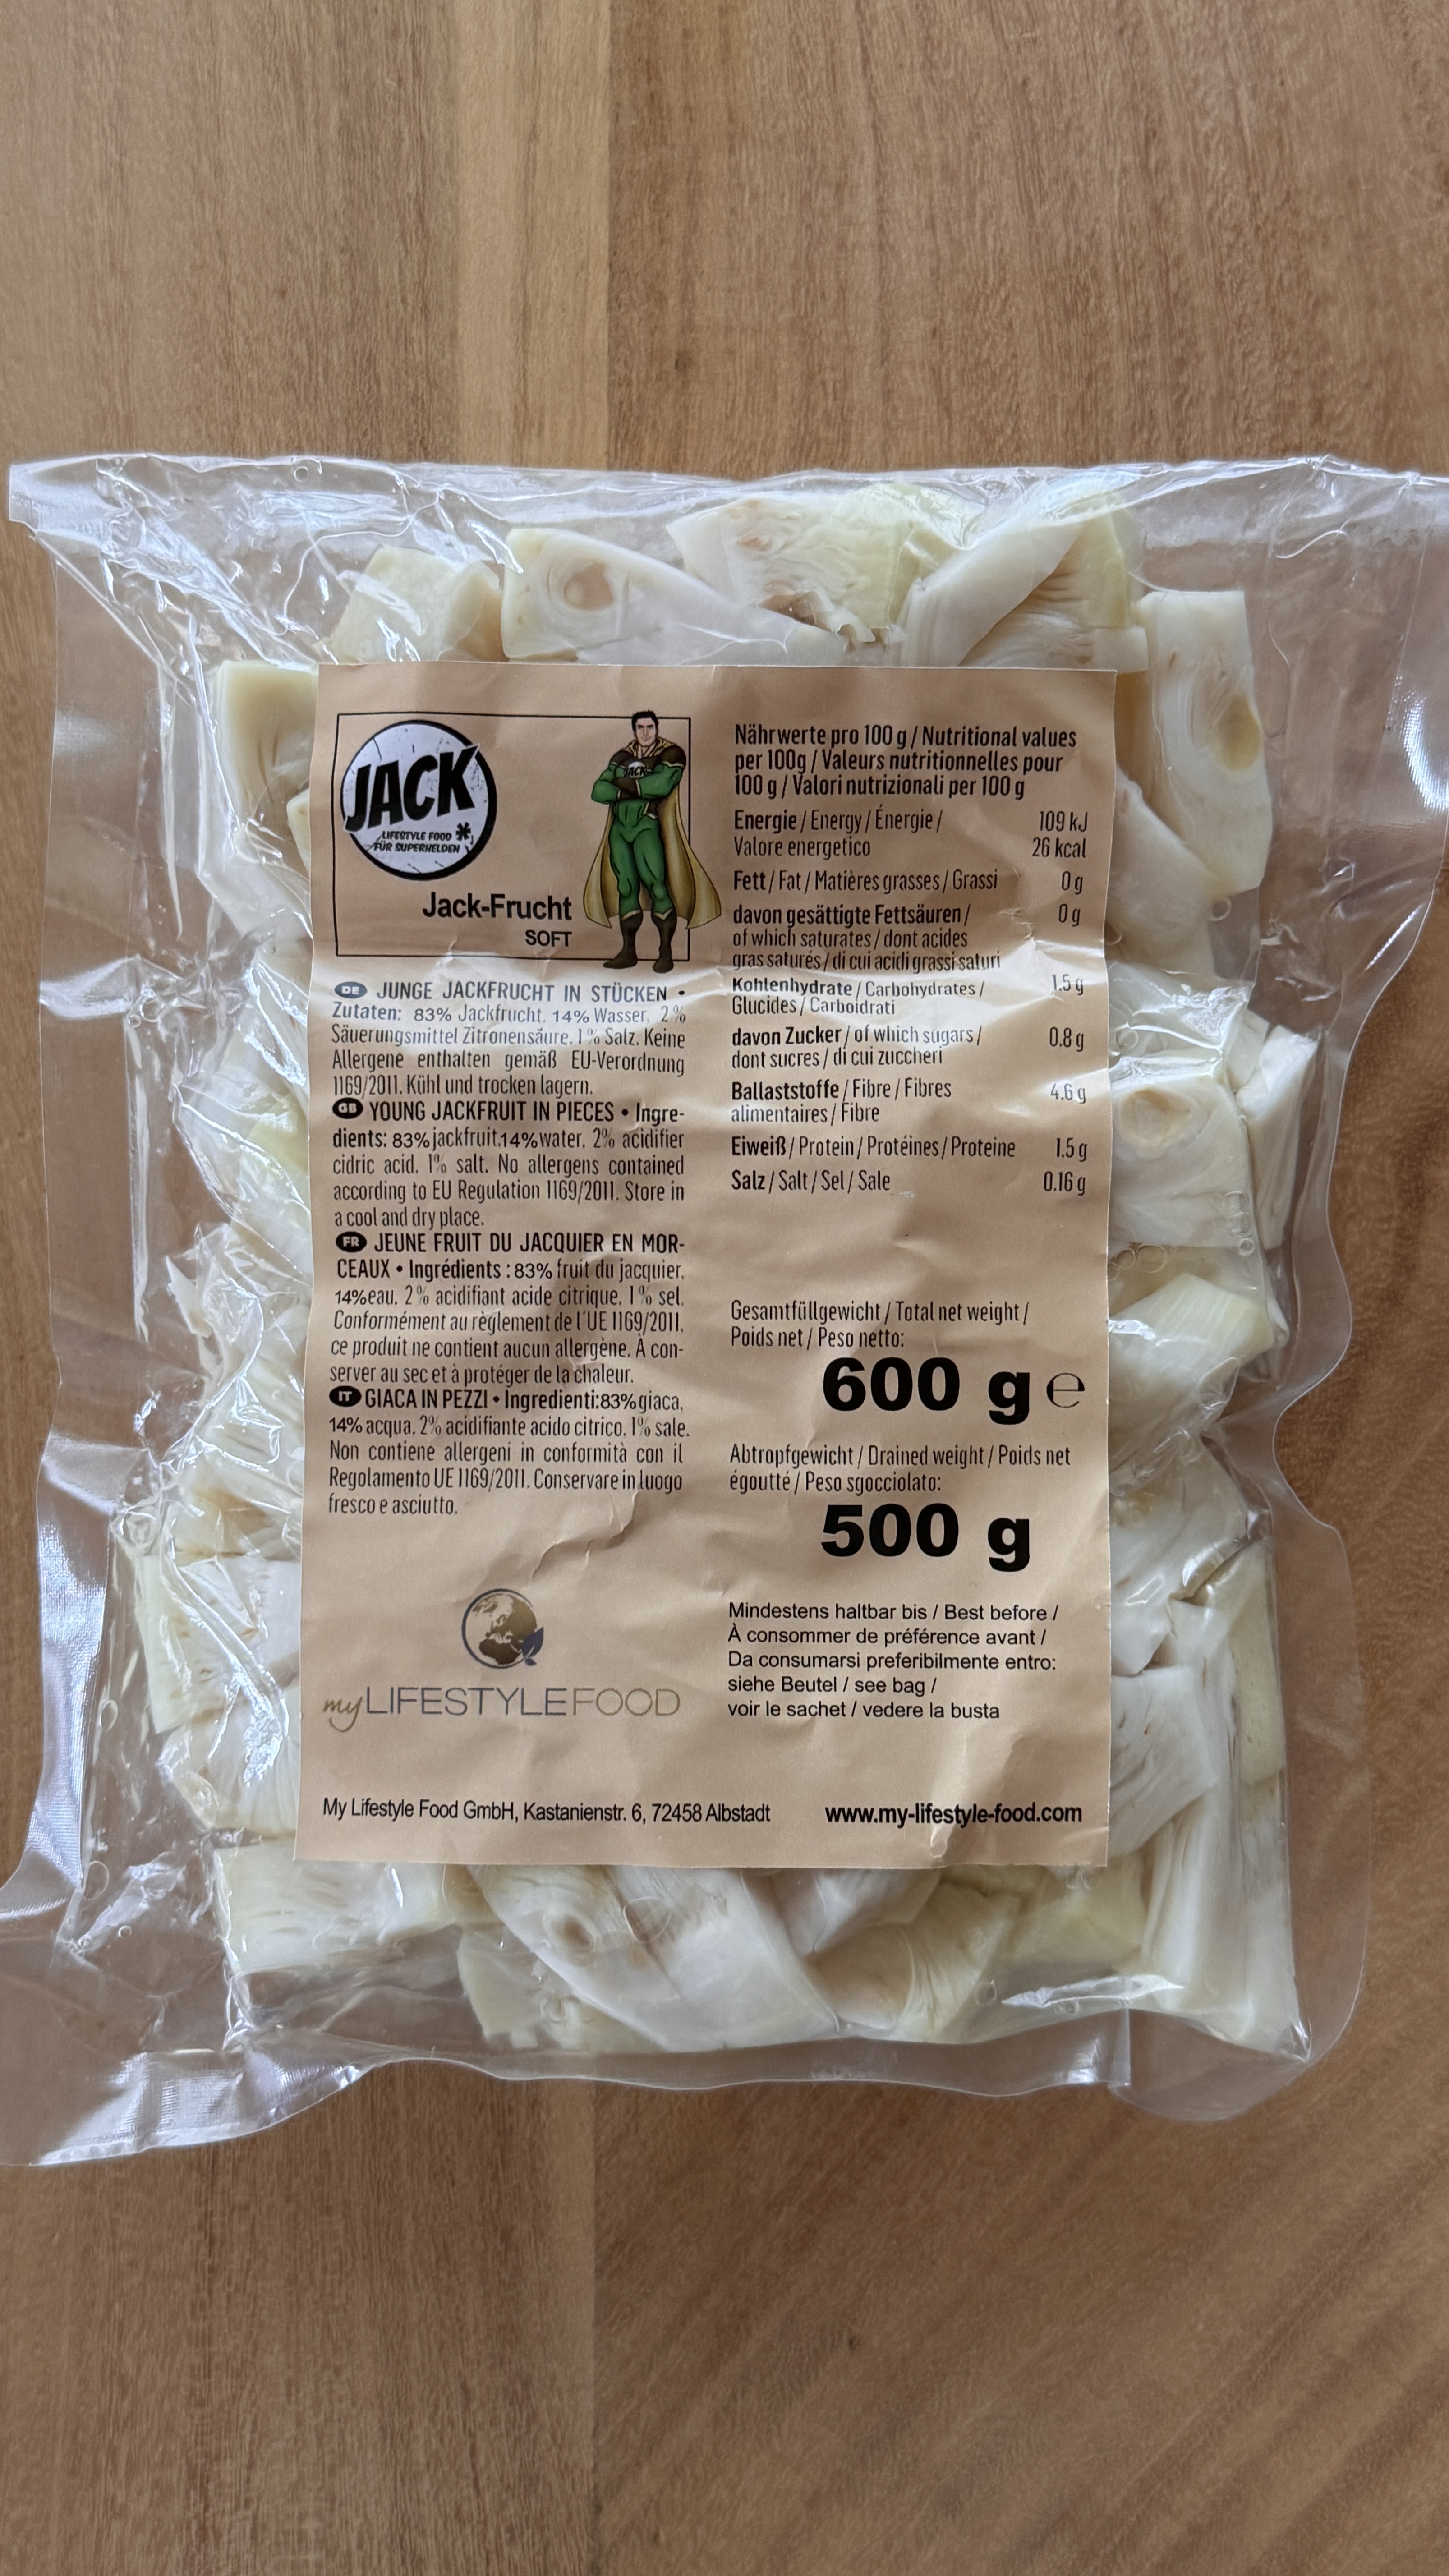 JACK
LIFESTYLE FOOD
FÜR SUPERHELDEN
JACK
Jack-Frucht
SOFT
DE JUNGE JACKFRUCHT IN STÜCKEN •
Zutaten: 83% Jackfrucht, 14% Wasser, 2%
Säuerungsmittel Zitronensäure, 1% Salz. Keine
Allergene enthalten gemäß EU-Verordnung
1169/2011. Kühl und trocken lagern.
GB YOUNG JACKFRUIT IN PIECES • Ingre-
dients: 83% jackfruit,14% water, 2% acidifier
cidric acid, 1% salt. No allergens contained
according to EU Regulation 1169/2011. Store in
a cool and dry place.
FR JEUNE FRUIT DU JACQUIER EN MOR-
CEAUX • Ingrédients : 83% fruit du jacquier,
14%eau, 2% acidifiant acide citrique, 1% sel.
Conformément au règlement de l'UE 1169/2011,
ce produit ne contient aucun allergène. À con-
server au sec et à protéger de la chaleur.
IT GIACA IN PEZZI • Ingredienti:83% giaca,
14% acqua, 2% acidifiante acido citrico, 1% sale.
Non contiene allergeni in conformità con il
Regolamento UE 1169/2011. Conservare in luogo
fresco e asciutto.
myLIFESTYLEFOOD
Nährwerte pro 100 g / Nutritional values
per 100g / Valeurs nutritionnelles pour
100 g / Valori nutrizionali per 100 g
Energie / Energy / Énergie / 109 kJ
Valore energetico 26 kcal
Fett / Fat / Matières grasses / Grassi 0 g
davon gesättigte Fettsäuren / 0 g
of which saturates / dont acides
gras saturés / di cui acidi grassi saturi
Kohlenhydrate / Carbohydrates / 1.5 g
Glucides / Carboidrati
davon Zucker / of which sugars / 0.8 g
dont sucres / di cui zuccheri
Ballaststoffe / Fibre / Fibres 4.6 g
alimentaires / Fibre
Eiweiß / Protein / Protéines / Proteine 1.5 g
Salz / Salt / Sel / Sale 0.16 g
Gesamtfüllgewicht / Total net weight /
Poids net / Peso netto:
600 g e
Abtropfgewicht / Drained weight / Poids net
égoutté / Peso sgocciolato:
500 g
Mindestens haltbar bis / Best before /
À consommer de préférence avant /
Da consumarsi preferibilmente entro:
siehe Beutel / see bag /
voir le sachet / vedere la busta
My Lifestyle Food GmbH, Kastanienstr. 6, 72458 Albstadt www.my-lifestyle-food.com